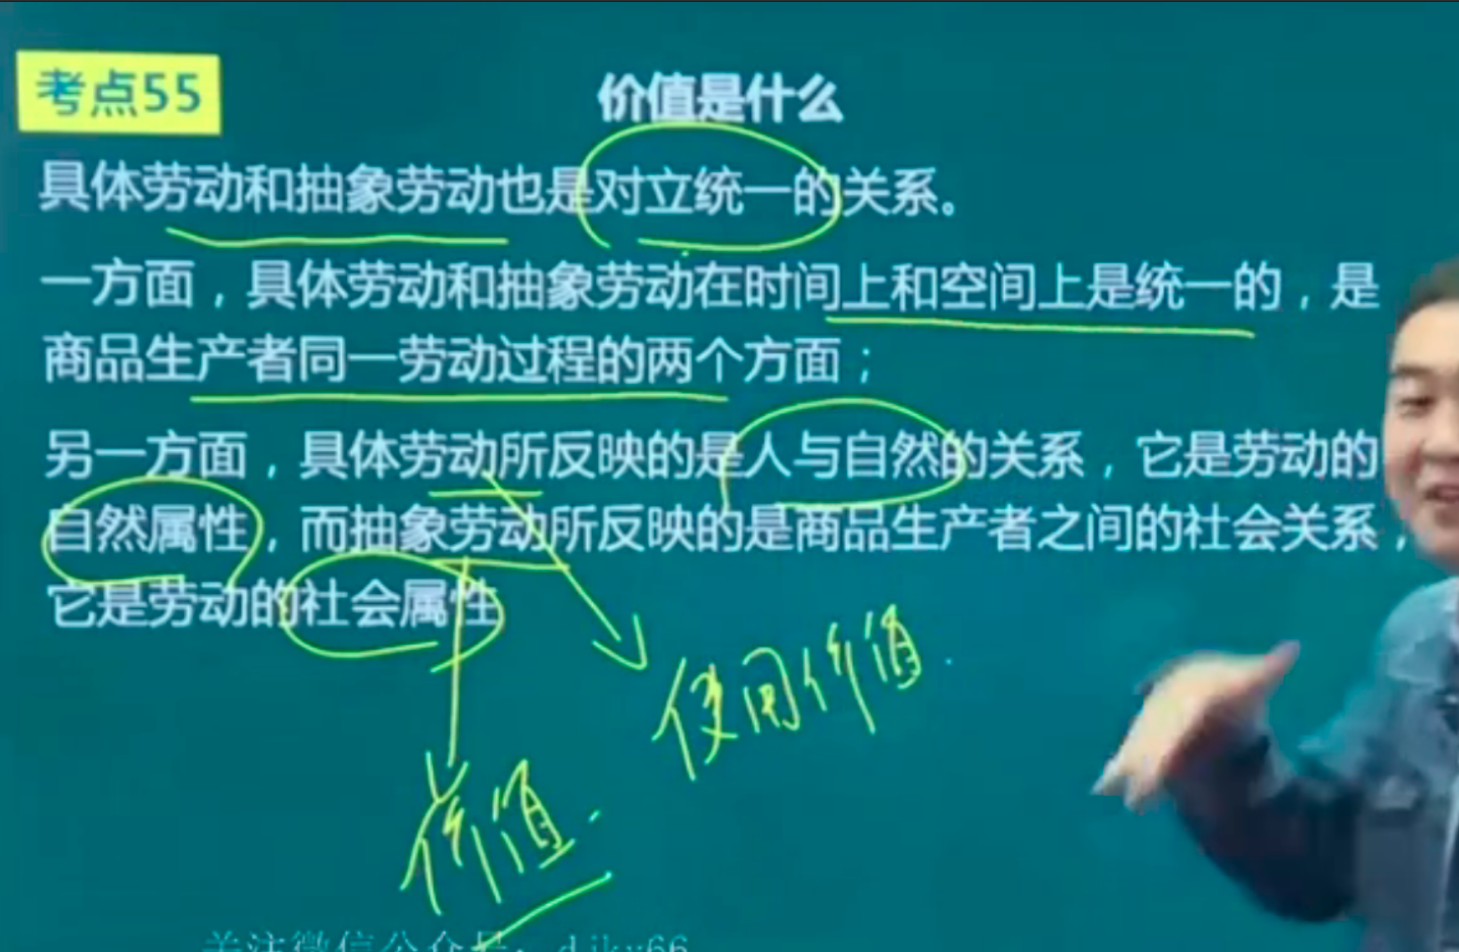 考点55
价值是什么
具体劳动和抽象劳动也是对立统一的关系。
一方面，具体劳动和抽象劳动在时间上和空间上是统一的，是
商品生产者同一劳动过程的两个方面；
另一方面，具体劳动所反映的是人与自然的关系，它是劳动的
自然属性，而抽象劳动所反映的是商品生产者之间的社会关系，
它是劳动的社会属性
使用价值
价值
关注微信公众号：djky66